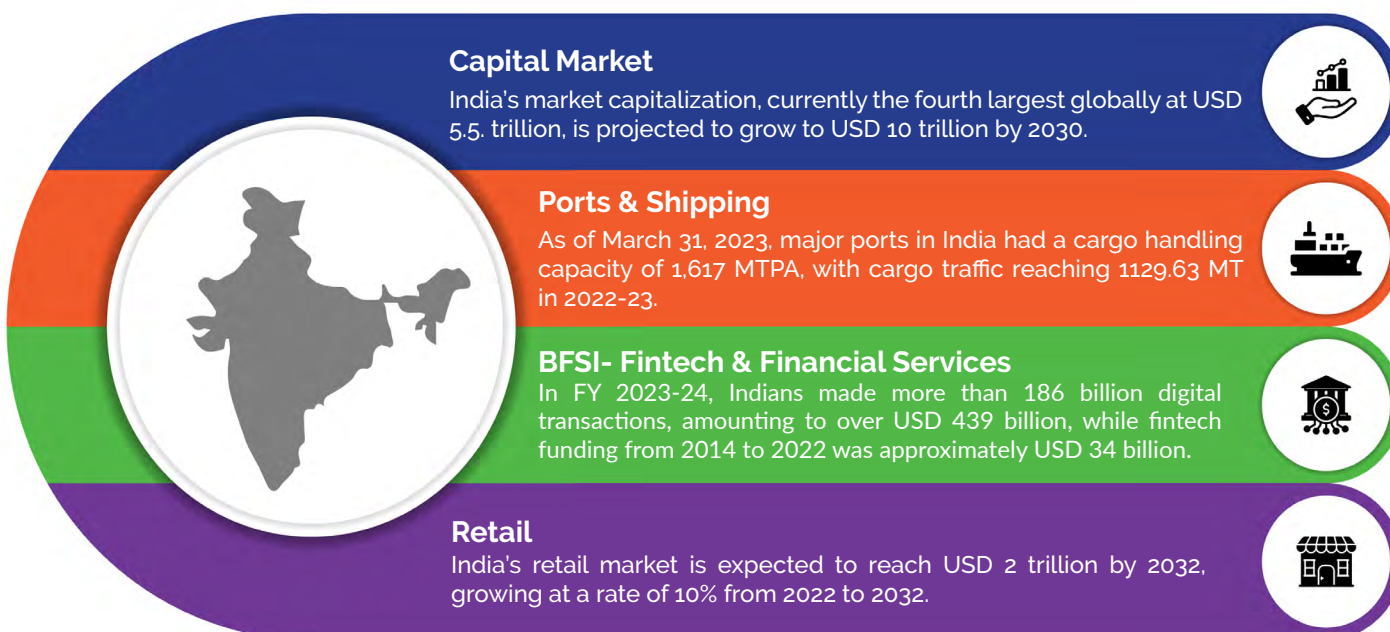 Capital Market
India's market capitalization, currently the fourth largest globally at USD
5.5. trillion, is projected to grow to USD 10 trillion by 2030.
Ports & Shipping
As of March 31, 2023, major ports in India had a cargo handling
capacity of 1,617 MTPA, with cargo traffic reaching 1129.63 MT
in 2022-23.
BFSI- Fintech & Financial Services
In FY 2023-24, Indians made more than 186 billion digital
transactions, amounting to over USD 439 billion, while fintech
funding from 2014 to 2022 was approximately USD 34 billion.
Retail
India's retail market is expected to reach USD 2 trillion by 2032,
growing at a rate of 10% from 2022 to 2032.